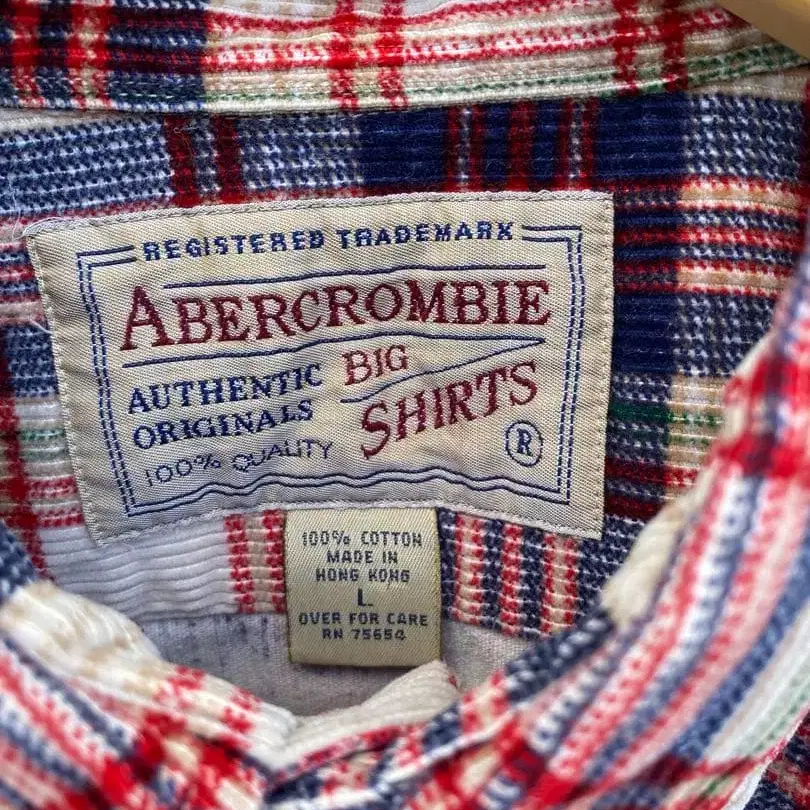 REGISTERED TRADEMARK
ABERCROMBIE
AUTHENTIC BIG
ORIGINALS SHIRTS
100% QUALITY ®
100% COTTON
MADE IN
HONG KONG
L
OVER FOR CARE
RN 75654